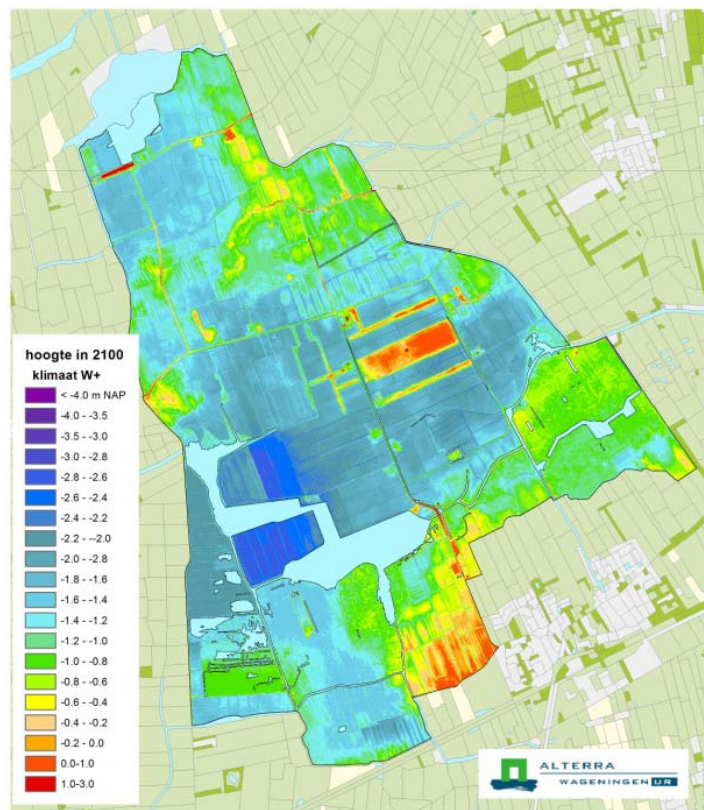 hoogte in 2100
klimaat W+
< -4.0 m NAP
-4.0 - -3.5
-3.5 - -3.0
-3.0 - -2.8
-2.8 - -2.6
-2.6 - -2.4
-2.4 - -2.2
-2.2 - --2.0
-2.0 - -2.8
-1.8 - -1.6
-1.6 - -1.4
-1.4 - -1.2
-1.2 - -1.0
-1.0 - -0.8
-0.8 - -0.6
-0.6 - -0.4
-0.4 - -0.2
-0.2 - 0.0
0.0-1.0
1.0-3.0
ALTERRA
WAGENINGEN UR